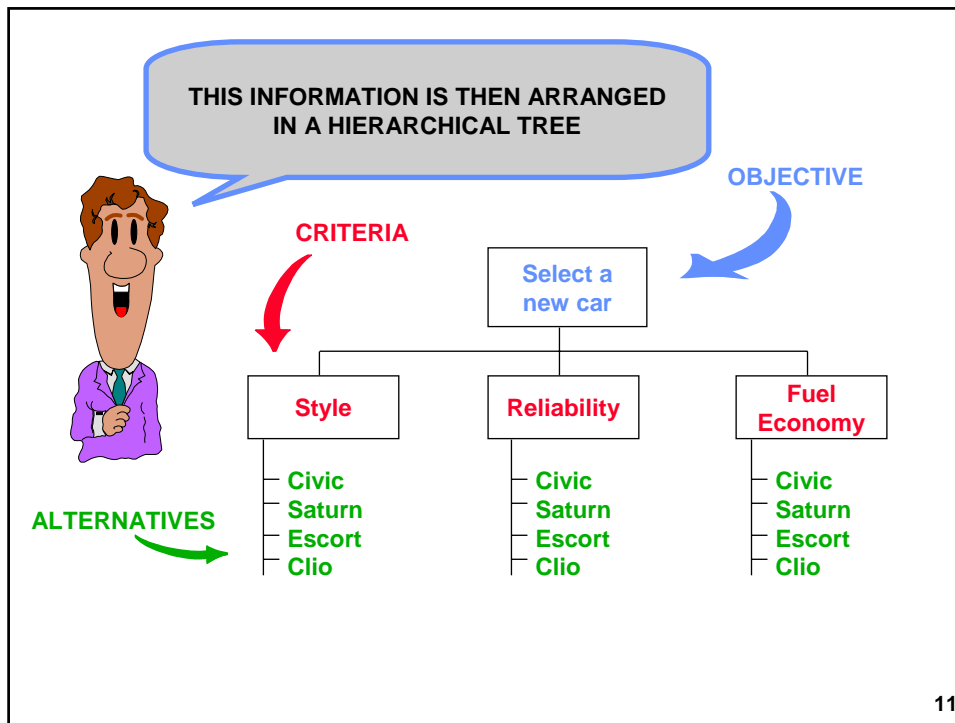 THIS INFORMATION IS THEN ARRANGED
IN A HIERARCHICAL TREE
OBJECTIVE
CRITERIA
Select a
new car
Style
Reliability
Fuel
Economy
ALTERNATIVES
Civic
Saturn
Escort
Clio
Civic
Saturn
Escort
Clio
Civic
Saturn
Escort
Clio
11